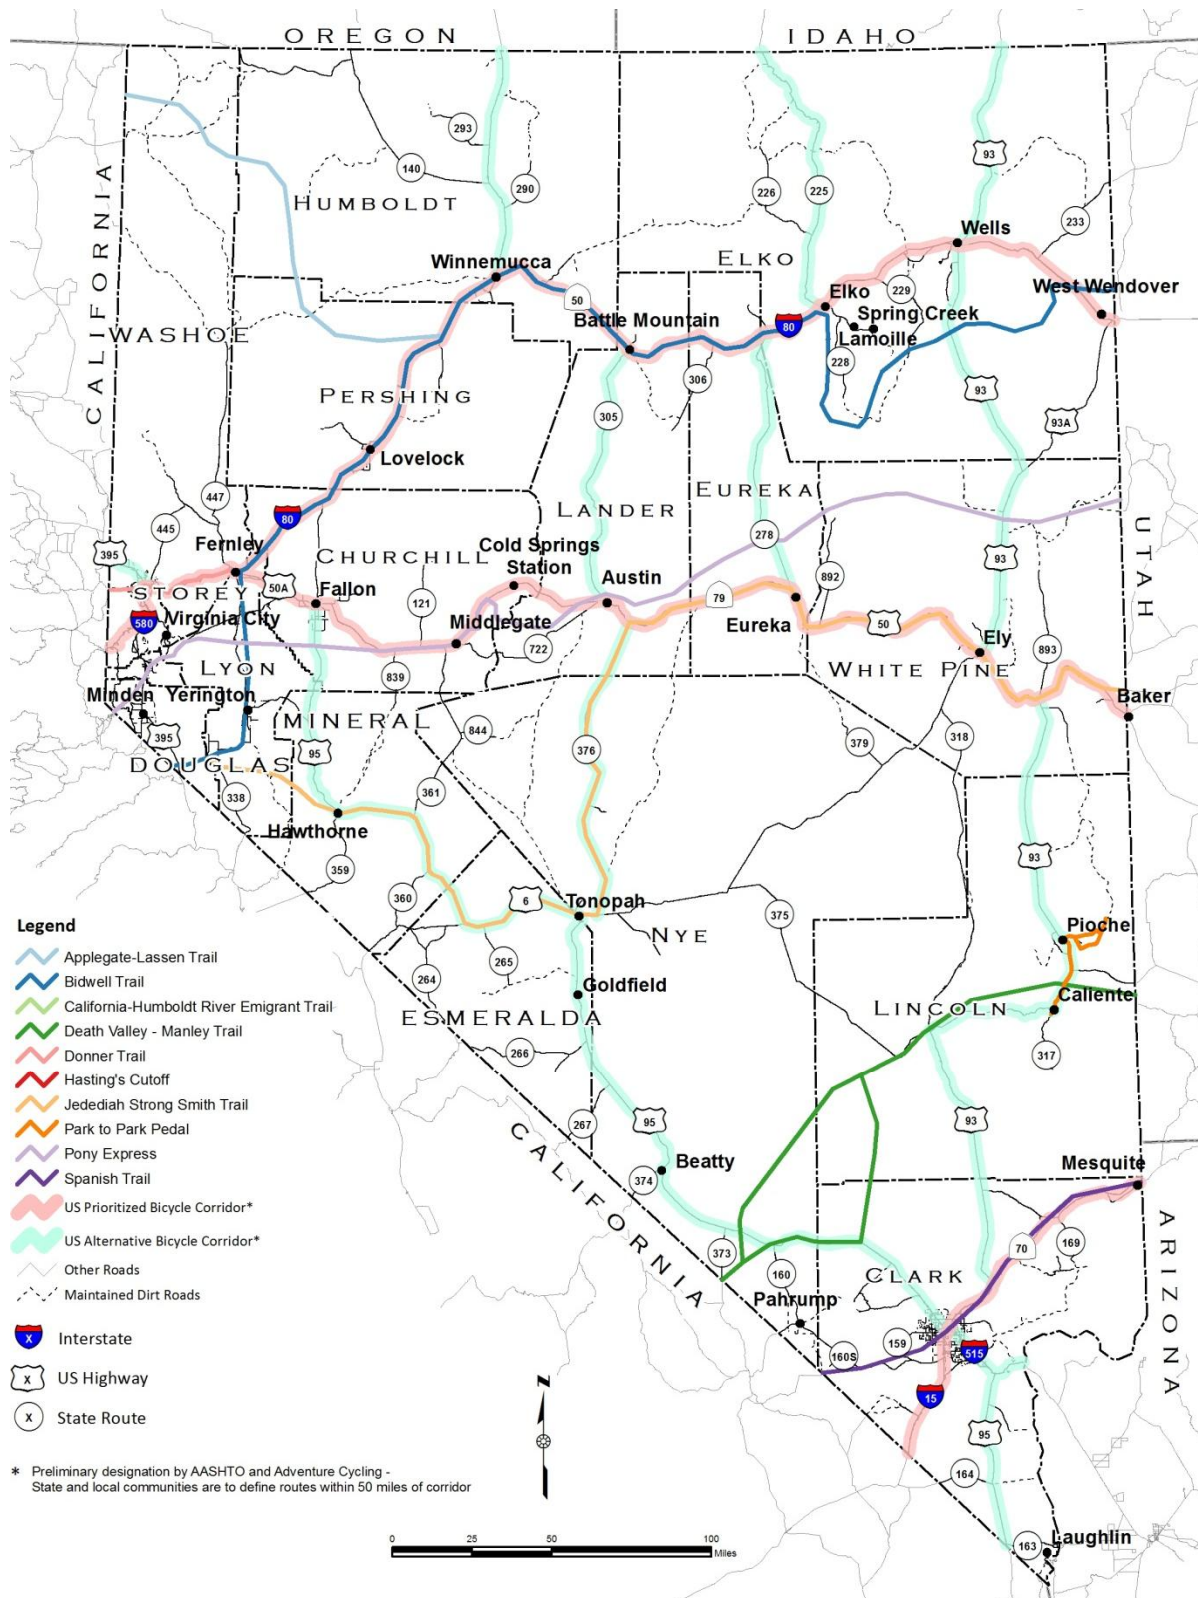 OREGON
IDAHO
293
93
140
290
226
225
CALIFORNIA
HUMBOLDT
233
Wells
ELKO
Winnemucca
229
West Wendover
50
Elko
Spring Creek
Battle Mountain
80
Lamoille
WASHOE
228
306
93
PERSHING
305
93A
Lovelock
EUREKA
447
LANDER
80
445
278
UTAH
395
Fernley
CHURCHILL
Cold Springs
Station
93
50A
Fallon
Austin
892
STOREY
121
79
580
Virginia City
Middlegate
Eureka
50
722
Ely
893
LYON
839
WHITE PINE
Minden
Yerington
Baker
MINERAL
395
844
318
376
379
95
DOUGLAS
338
361
Hawthorne
93
359
360
6
Tonopah
375
Legend
Pioche
NYE
Applegate-Lassen Trail
265
Bidwell Trail
264
Goldfield
Caliente
California-Humboldt River Emigrant Trail
LINCOLN
ESMERALDA
Death Valley - Manley Trail
266
317
Donner Trail
Hasting's Cutoff
Jedediah Strong Smith Trail
267
95
93
Park to Park Pedal
CALIFORNIA
Pony Express
Beatty
Mesquite
Spanish Trail
374
US Prioritized Bicycle Corridor*
US Alternative Bicycle Corridor*
373
70
169
ARIZONA
Other Roads
160
CLARK
Maintained Dirt Roads
Pahrump
X Interstate
159
160S
515
X US Highway
N
15
X State Route
95
* Preliminary designation by AASHTO and Adventure Cycling -
State and local communities are to define routes within 50 miles of corridor
164
0 25 50 100
Miles
163
Laughlin